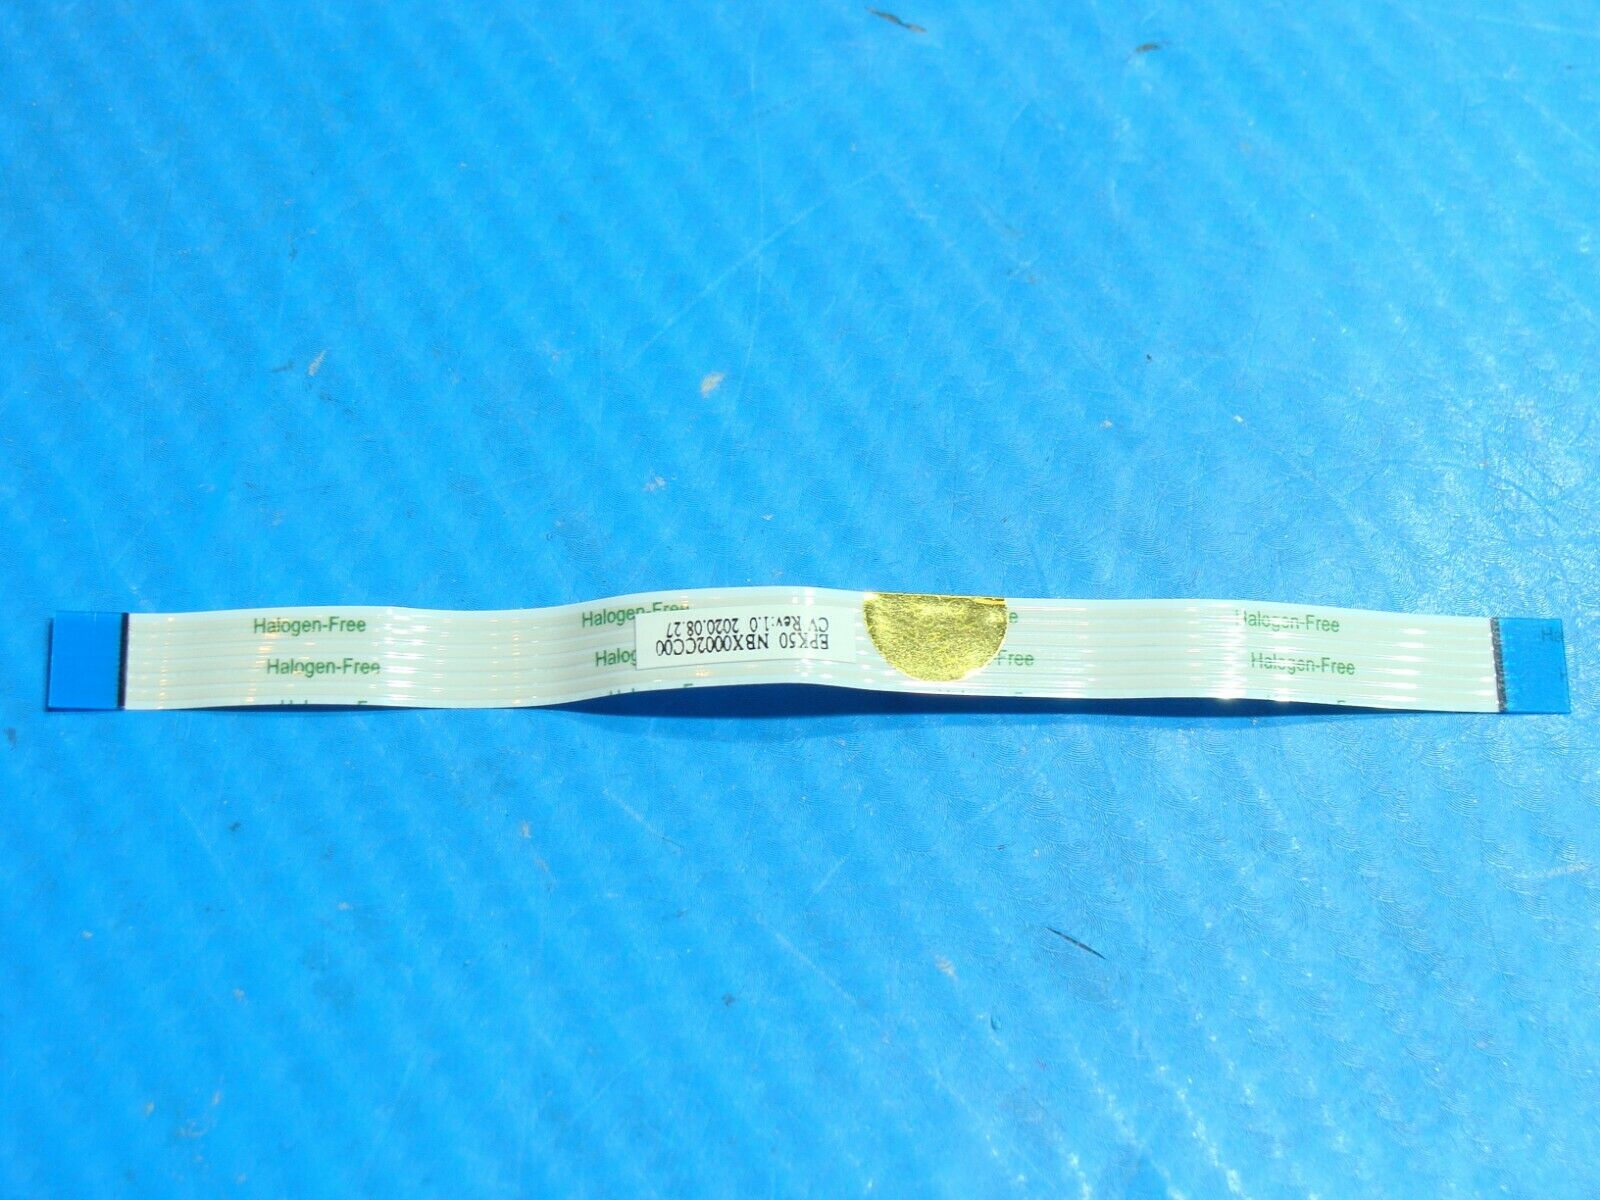 Halogen-Free
Halogen-Free
Halogen-Free
Halogen-Free
Halogen-Free
EPK50 NBX0002CC00
CV Rev:1.0 2020.08.27
Free